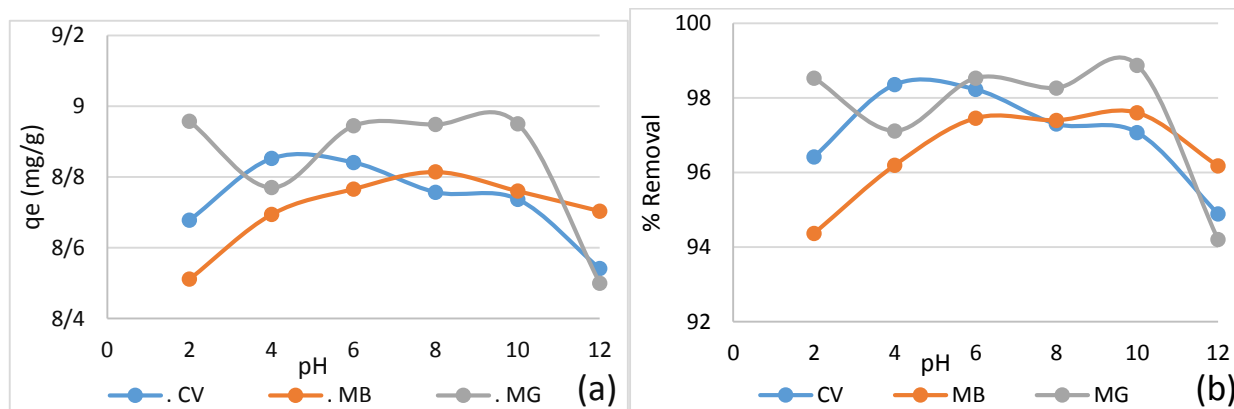 9/2
9
8/8
8/6
8/4
qe (mg/g)
0 2 4 6 8 10 12
pH
. CV . MB . MG
(a)
100
98
96
94
92
% Removal
0 2 4 6 8 10 12
pH
CV MB MG
(b)